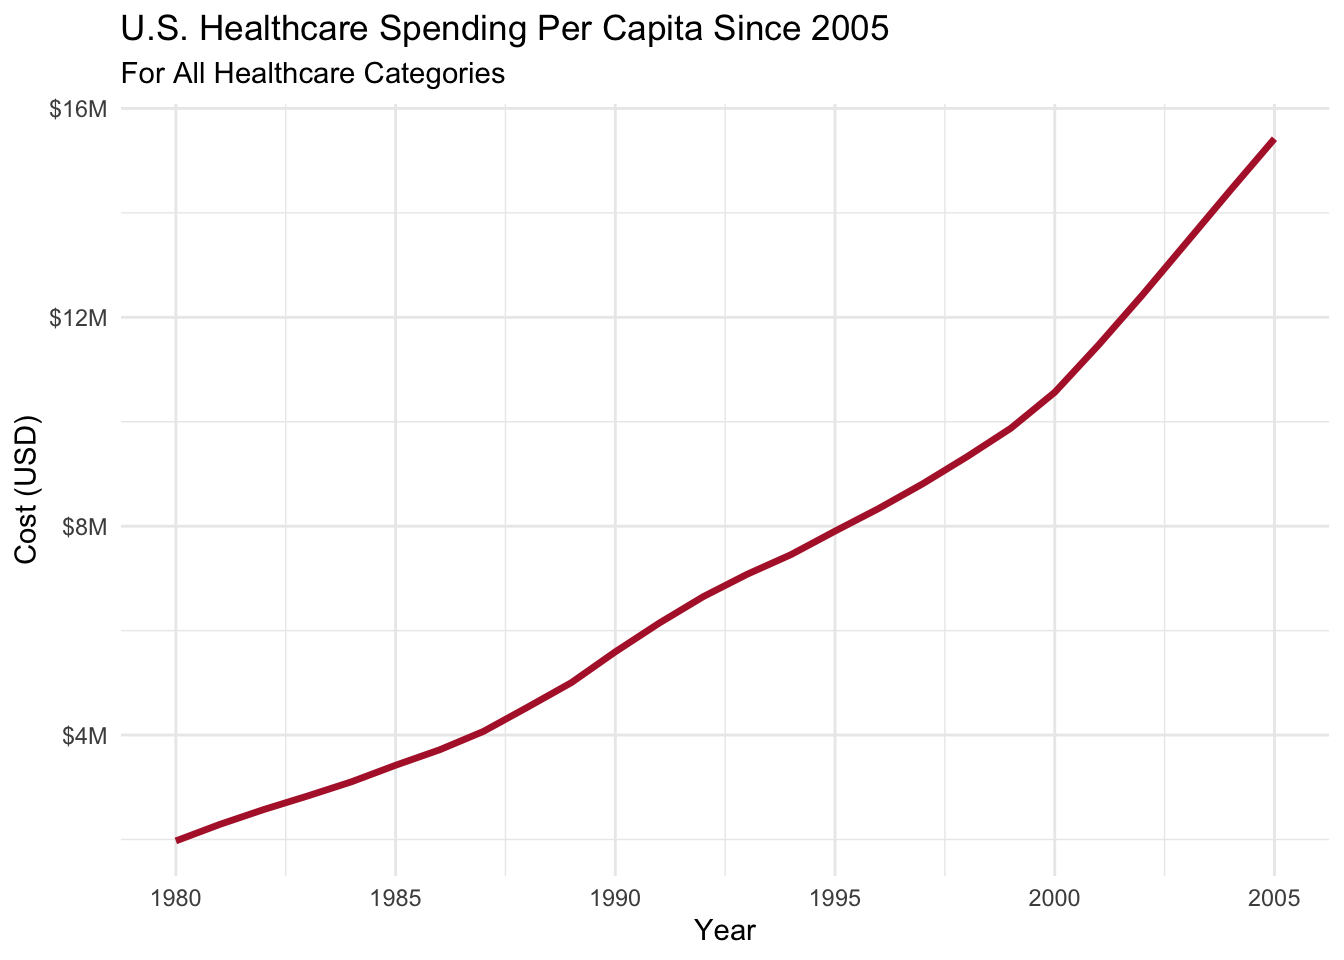 U.S. Healthcare Spending Per Capita Since 2005
For All Healthcare Categories
$16M
$12M
$8M
$4M
Cost (USD)
1980 1985 1990 1995 2000 2005
Year